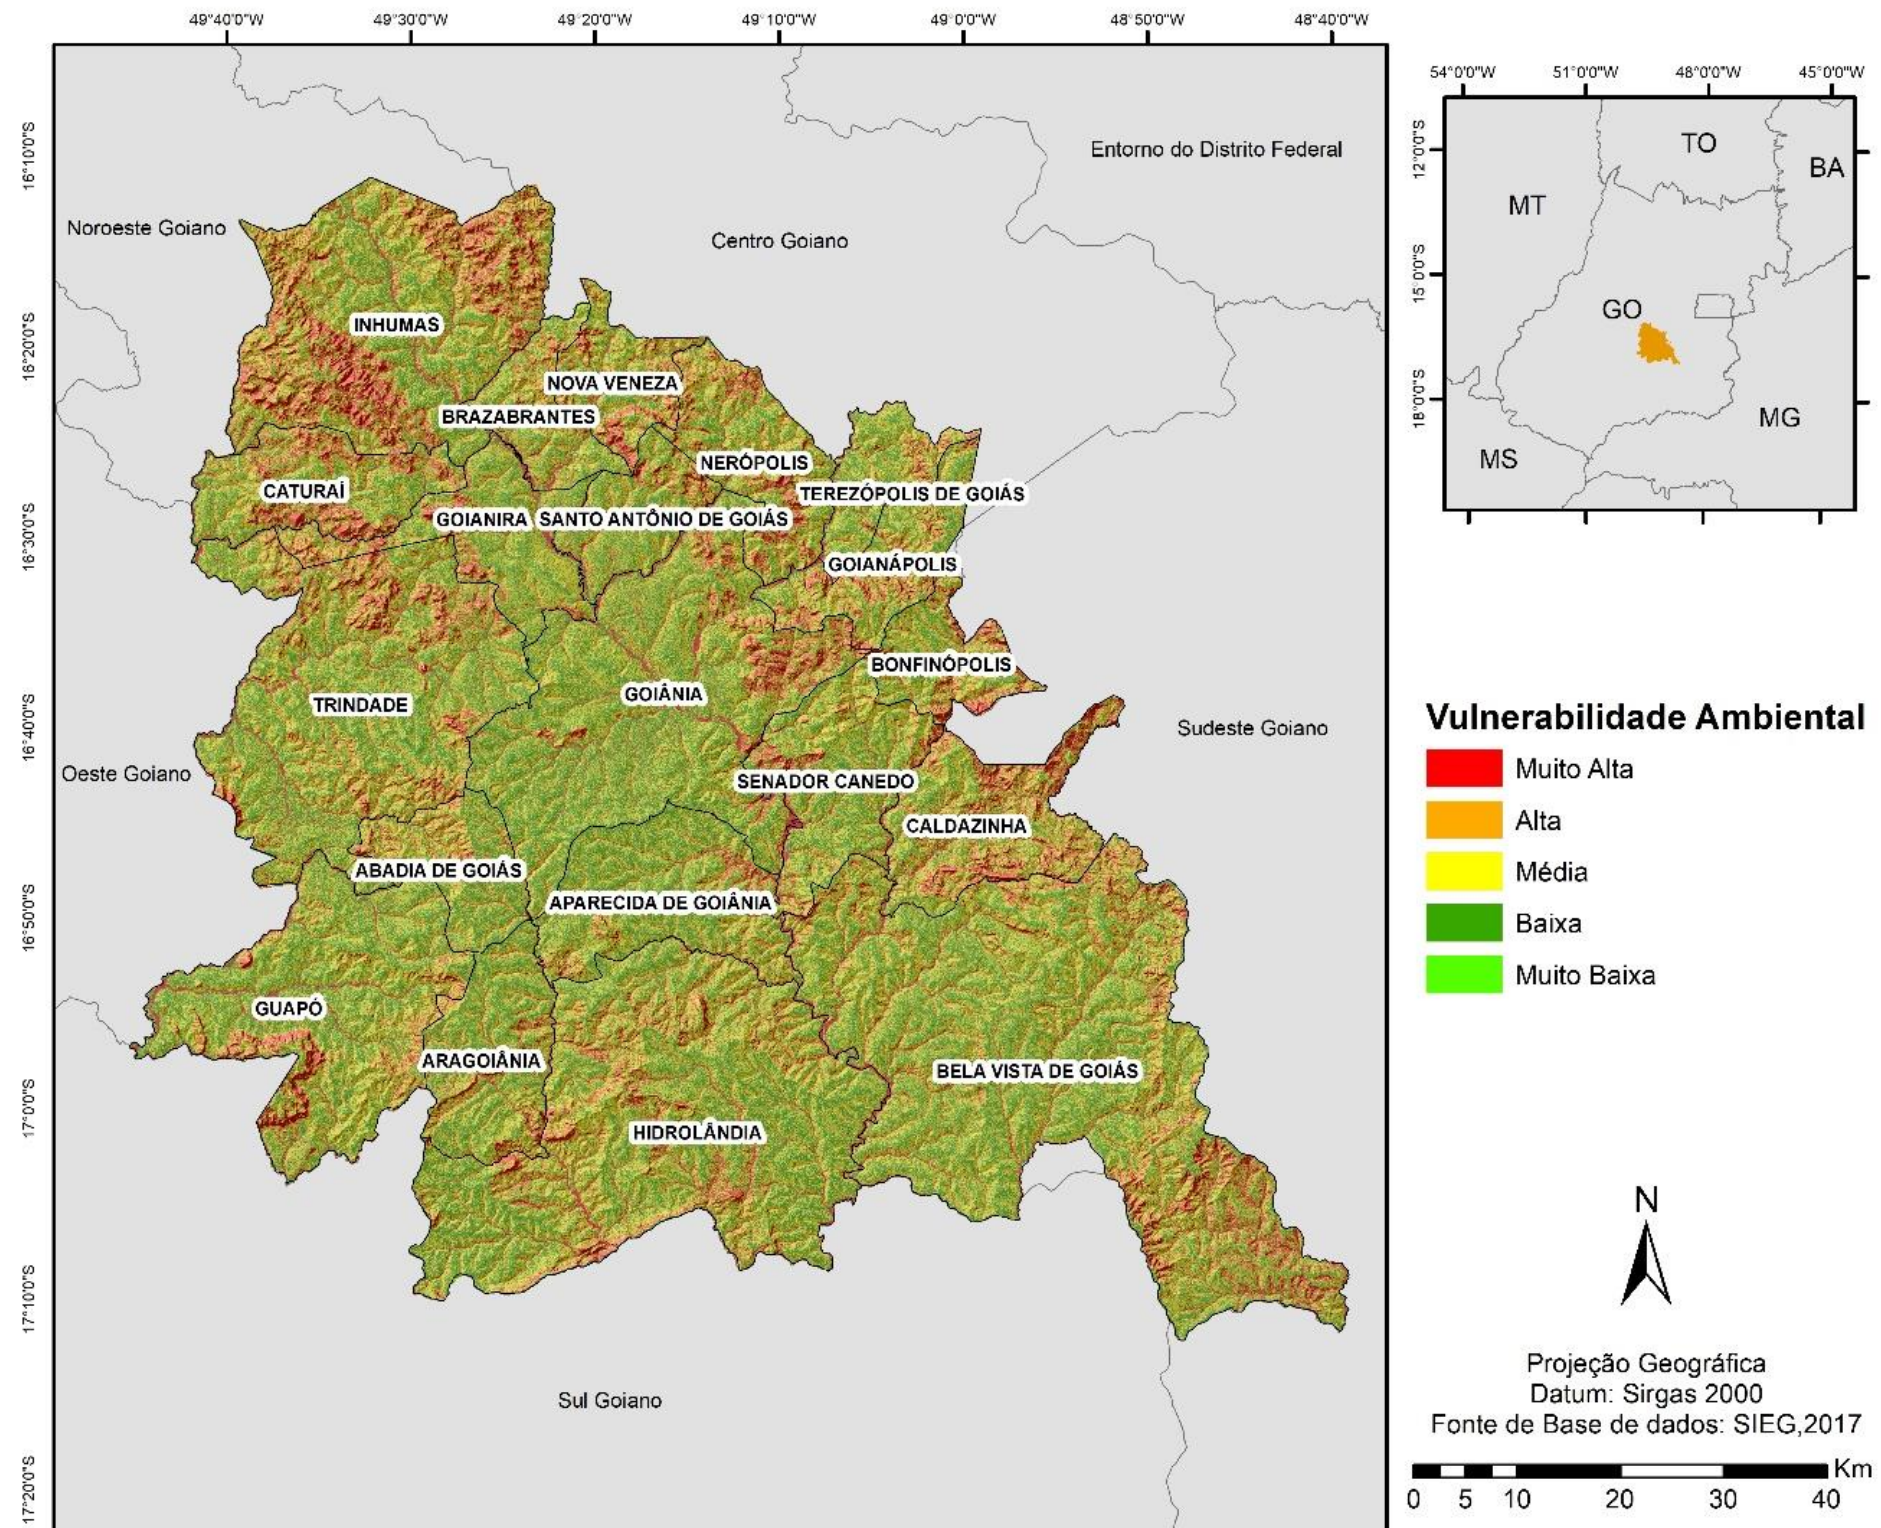 49°40'0"W
49°30'0"W
49°20'0"W
49°10'0"W
49°0'0"W
48°50'0"W
48°40'0"W
16°10'0"S
16°20'0"S
16°30'0"S
16°40'0"S
16°50'0"S
17°0'0"S
17°10'0"S
17°20'0"S
Entorno do Distrito Federal
Noroeste Goiano
Centro Goiano
INHUMAS
NOVA VENEZA
BRAZABRANTES
NERÓPOLIS
CATURAÍ
TEREZÓPOLIS DE GOIÁS
GOIANIRA
SANTO ANTÔNIO DE GOIÁS
GOIANÁPOLIS
BONFINÓPOLIS
GOIÂNIA
TRINDADE
Sudeste Goiano
Oeste Goiano
SENADOR CANEDO
CALDAZINHA
ABADIA DE GOIÁS
APARECIDA DE GOIÂNIA
GUAPÓ
ARAGOIÂNIA
BELA VISTA DE GOIÁS
HIDROLÂNDIA
Sul Goiano
54°0'0"W
51°0'0"W
48°0'0"W
45°0'0"W
12°0'0"S
15°0'0"S
18°0'0"S
TO
BA
MT
GO
MG
MS
Vulnerabilidade Ambiental
Muito Alta
Alta
Média
Baixa
Muito Baixa
N
Projeção Geográfica
Datum: Sirgas 2000
Fonte de Base de dados: SIEG,2017
Km
0 5 10 20 30 40